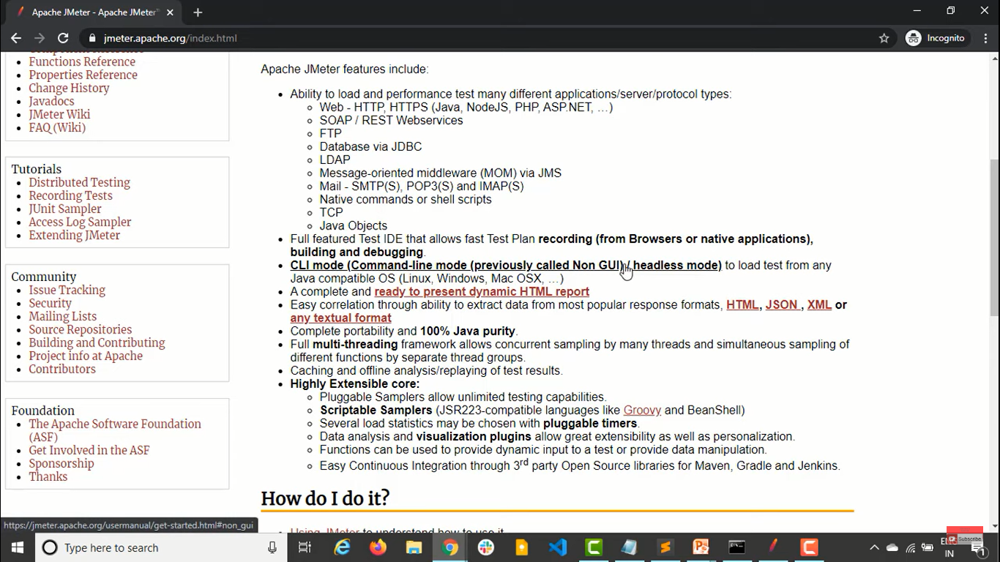 Apache JMeter - Apache JMeter™
jmeter.apache.org/index.html
Incognito
Functions Reference
Properties Reference
Change History
Javadocs
JMeter Wiki
FAQ (Wiki)
Tutorials
Distributed Testing
Recording Tests
JUnit Sampler
Access Log Sampler
Extending JMeter
Community
Issue Tracking
Security
Mailing Lists
Source Repositories
Building and Contributing
Project info at Apache
Contributors
Foundation
The Apache Software Foundation
(ASF)
Get Involved in the ASF
Sponsorship
Thanks
Apache JMeter features include:
Ability to load and performance test many different applications/server/protocol types:
Web - HTTP, HTTPS (Java, NodeJS, PHP, ASP.NET, …)
SOAP / REST Webservices
FTP
Database via JDBC
LDAP
Message-oriented middleware (MOM) via JMS
Mail - SMTP(S), POP3(S) and IMAP(S)
Native commands or shell scripts
TCP
Java Objects
Full featured Test IDE that allows fast Test Plan recording (from Browsers or native applications),
building and debugging.
CLI mode (Command-line mode (previously called Non GUI) / headless mode) to load test from any
Java compatible OS (Linux, Windows, Mac OSX, …)
A complete and ready to present dynamic HTML report
Easy correlation through ability to extract data from most popular response formats, HTML, JSON , XML or
any textual format
Complete portability and 100% Java purity.
Full multi-threading framework allows concurrent sampling by many threads and simultaneous sampling of
different functions by separate thread groups.
Caching and offline analysis/replaying of test results.
Highly Extensible core:
Pluggable Samplers allow unlimited testing capabilities.
Scriptable Samplers (JSR223-compatible languages like Groovy and BeanShell)
Several load statistics may be chosen with pluggable timers.
Data analysis and visualization plugins allow great extensibility as well as personalization.
Functions can be used to provide dynamic input to a test or provide data manipulation.
Easy Continuous Integration through 3rd party Open Source libraries for Maven, Gradle and Jenkins.
How do I do it?
Using JMeter to understand how to use it
https://jmeter.apache.org/usermanual/get-started.html#non_gui
Type here to search
IN
Subscribe
1